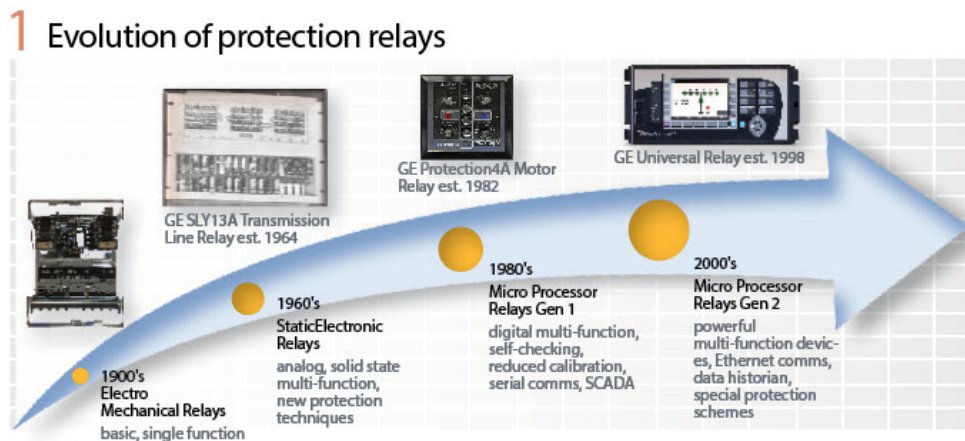 1 Evolution of protection relays
GE SLY13A Transmission
Line Relay est. 1964
GE Protection4A Motor
Relay est. 1982
GE Universal Relay est. 1998
1900's
Electro
Mechanical Relays
basic, single function
1960's
StaticElectronic
Relays
analog, solid state
multi-function,
new protection
techniques
1980's
Micro Processor
Relays Gen 1
digital multi-function,
self-checking,
reduced calibration,
serial comms, SCADA
2000's
Micro Processor
Relays Gen 2
powerful
multi-function devic-
es, Ethernet comms,
data historian,
special protection
schemes